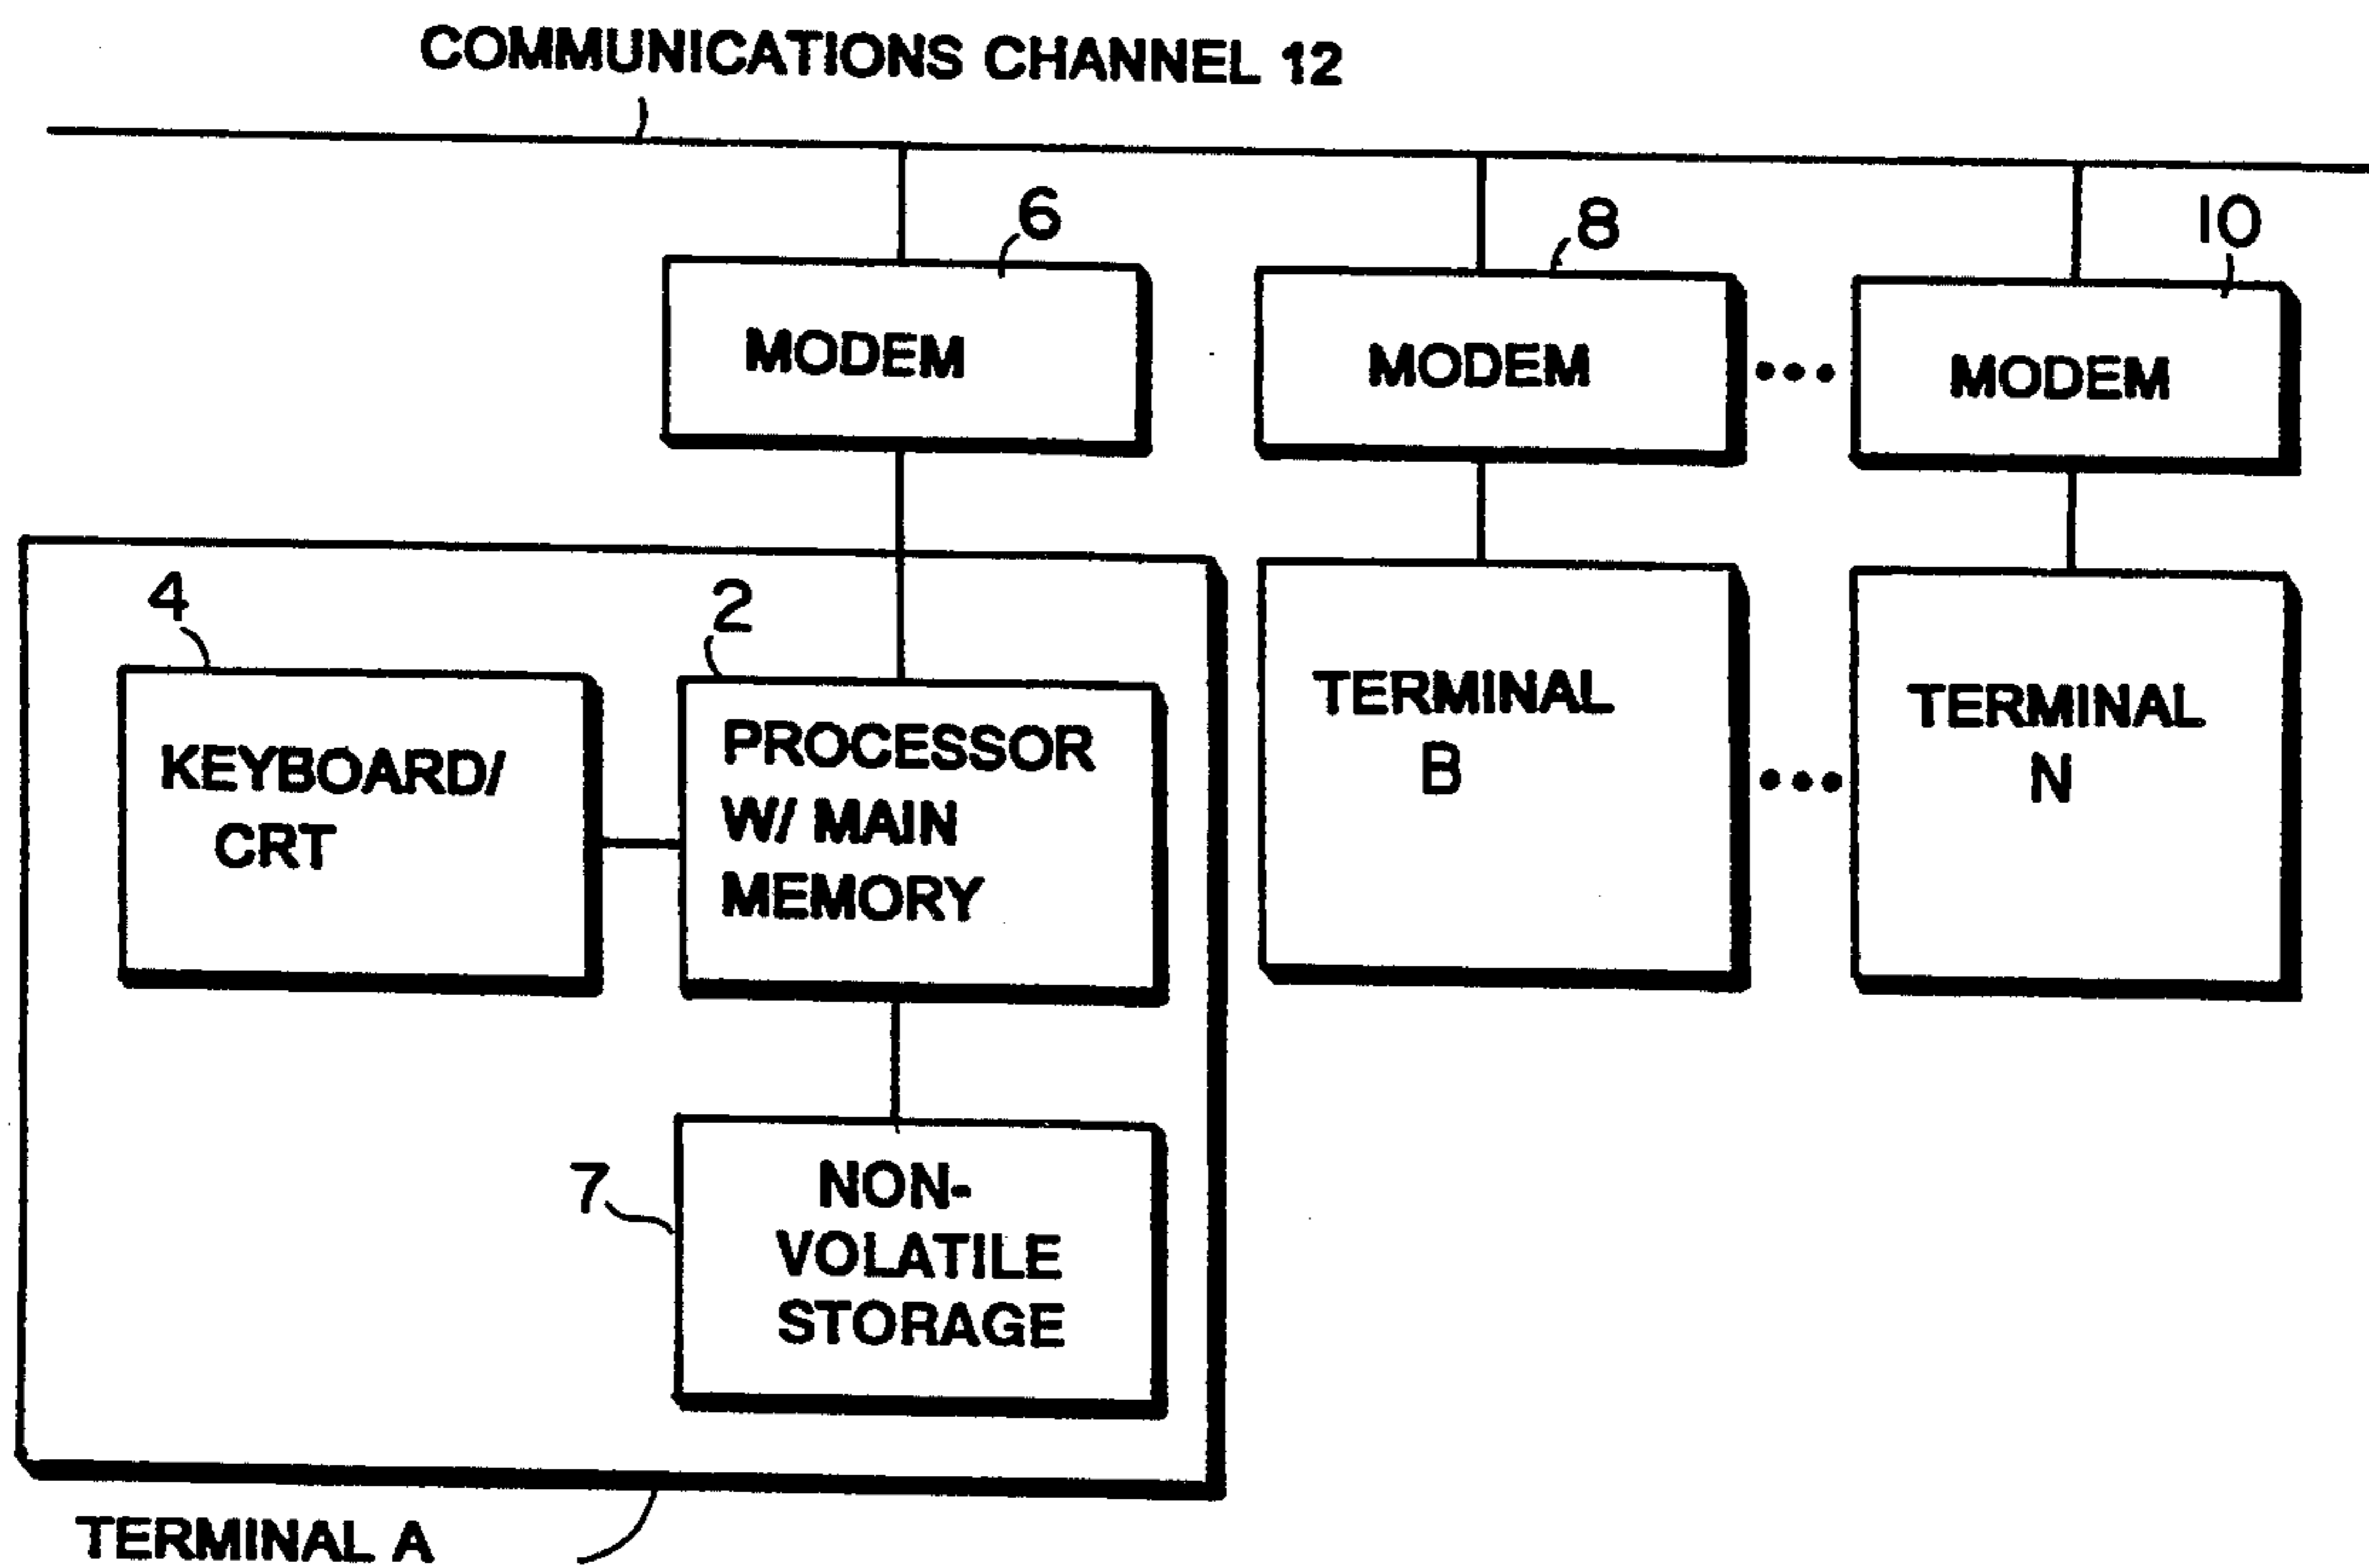 COMMUNICATIONS CHANNEL 12
6
8
10
MODEM
MODEM
MODEM
4
2
KEYBOARD/
CRT
PROCESSOR
W/ MAIN
MEMORY
TERMINAL
B
TERMINAL
N
7
NON-
VOLATILE
STORAGE
TERMINAL A